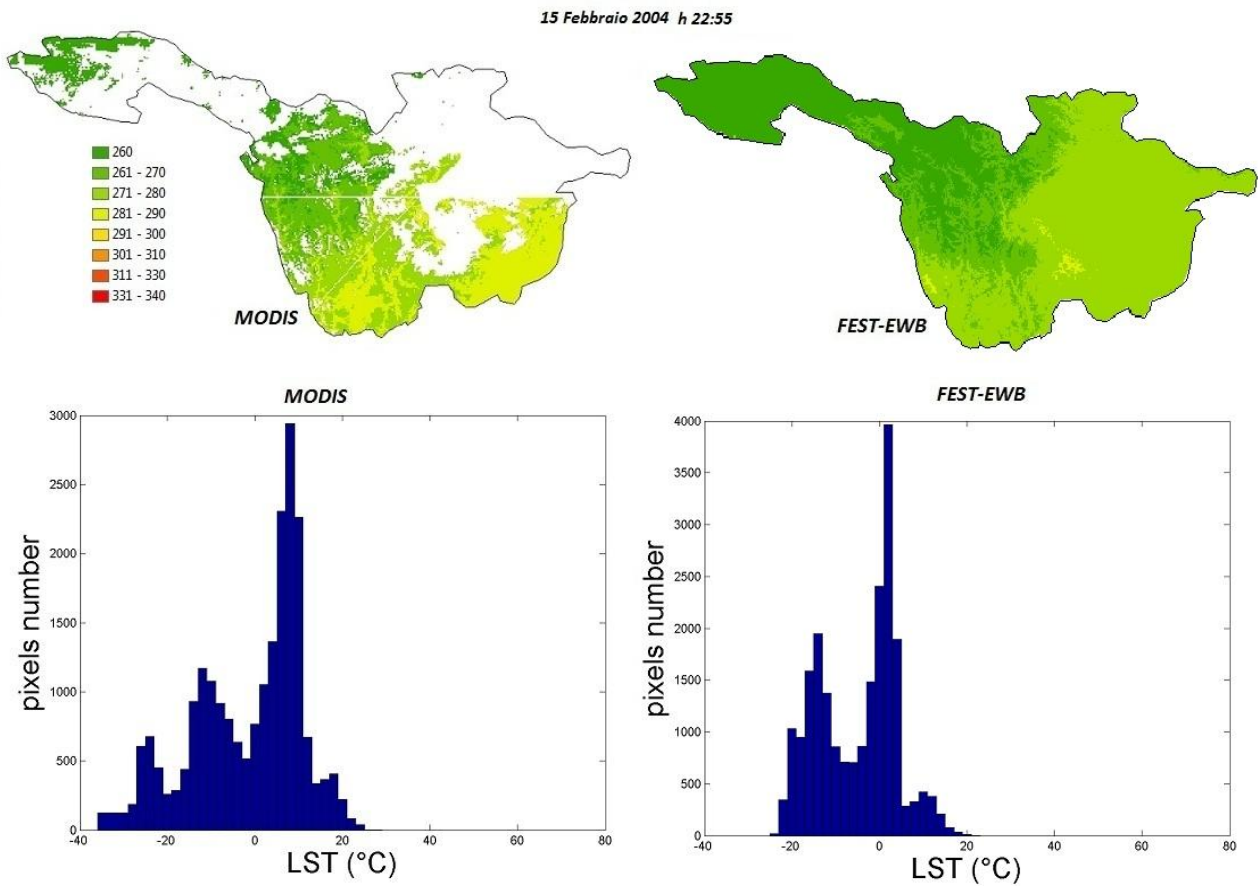 15 Febbraio 2004 h 22:55
260
261 - 270
271 - 280
281 - 290
291 - 300
301 - 310
311 - 330
331 - 340
MODIS
FEST-EWB
MODIS
3000
2500
2000
1500
1000
500
0
-40
-20
0
20
40
60
80
pixels number
LST (°C)
FEST-EWB
4000
3500
3000
2500
2000
1500
1000
500
0
-40
-20
0
20
40
60
80
pixels number
LST (°C)